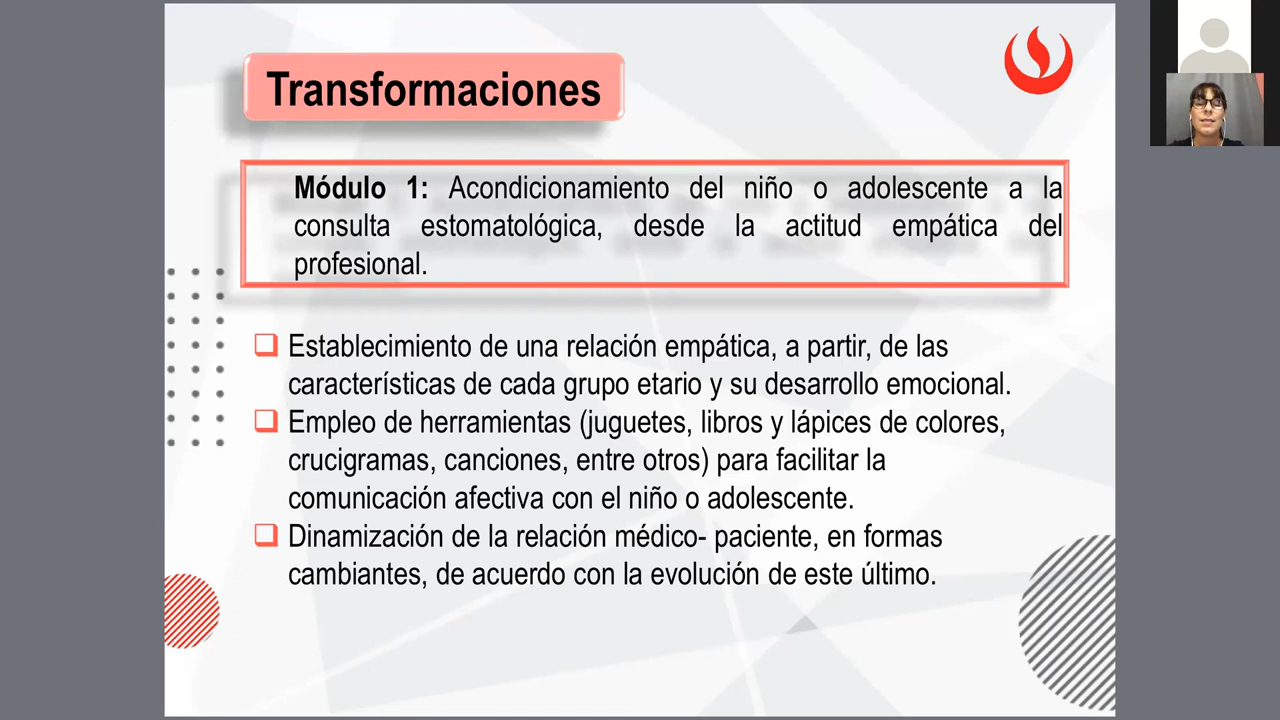 Transformaciones
Módulo 1: Acondicionamiento del niño o adolescente a la
consulta estomatológica, desde la actitud empática del
profesional.
❑ Establecimiento de una relación empática, a partir, de las
características de cada grupo etario y su desarrollo emocional.
❑ Empleo de herramientas (juguetes, libros y lápices de colores,
crucigramas, canciones, entre otros) para facilitar la
comunicación afectiva con el niño o adolescente.
❑ Dinamización de la relación médico- paciente, en formas
cambiantes, de acuerdo con la evolución de este último.